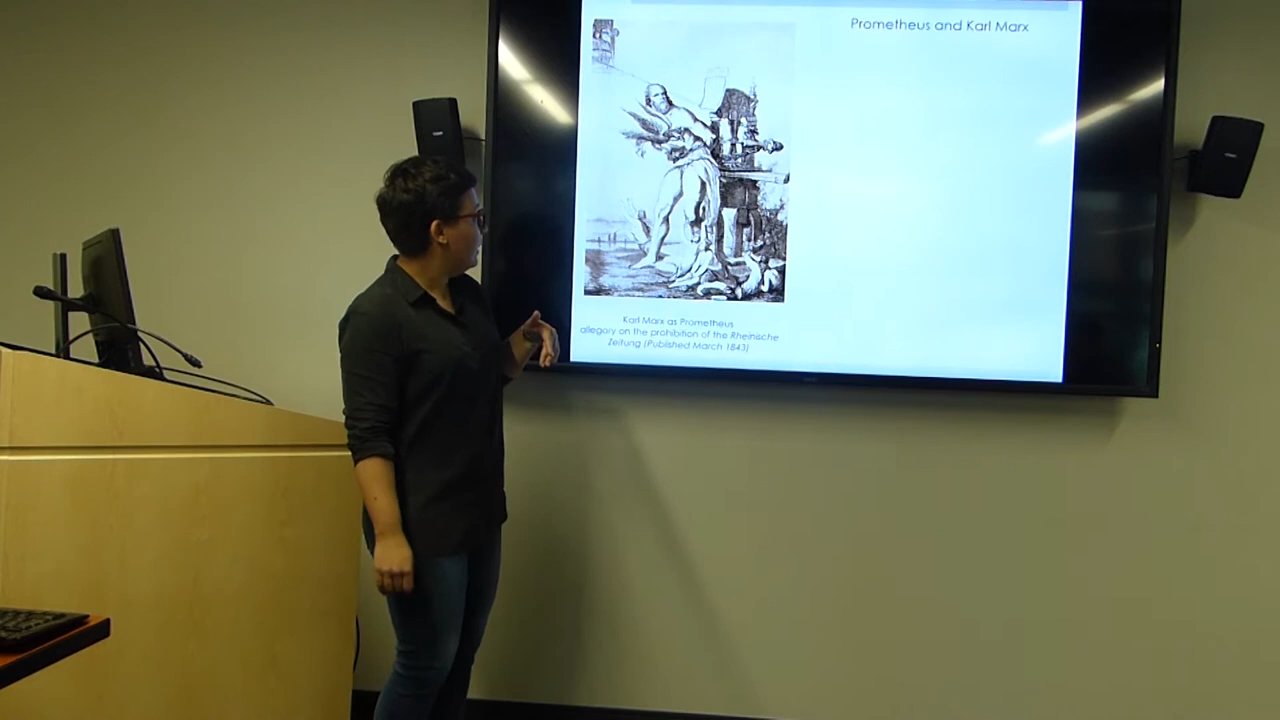 Prometheus and Karl Marx
Karl Marx as Prometheus
allegory on the prohibition of the Rheinische
Zeitung (Published March 1843)